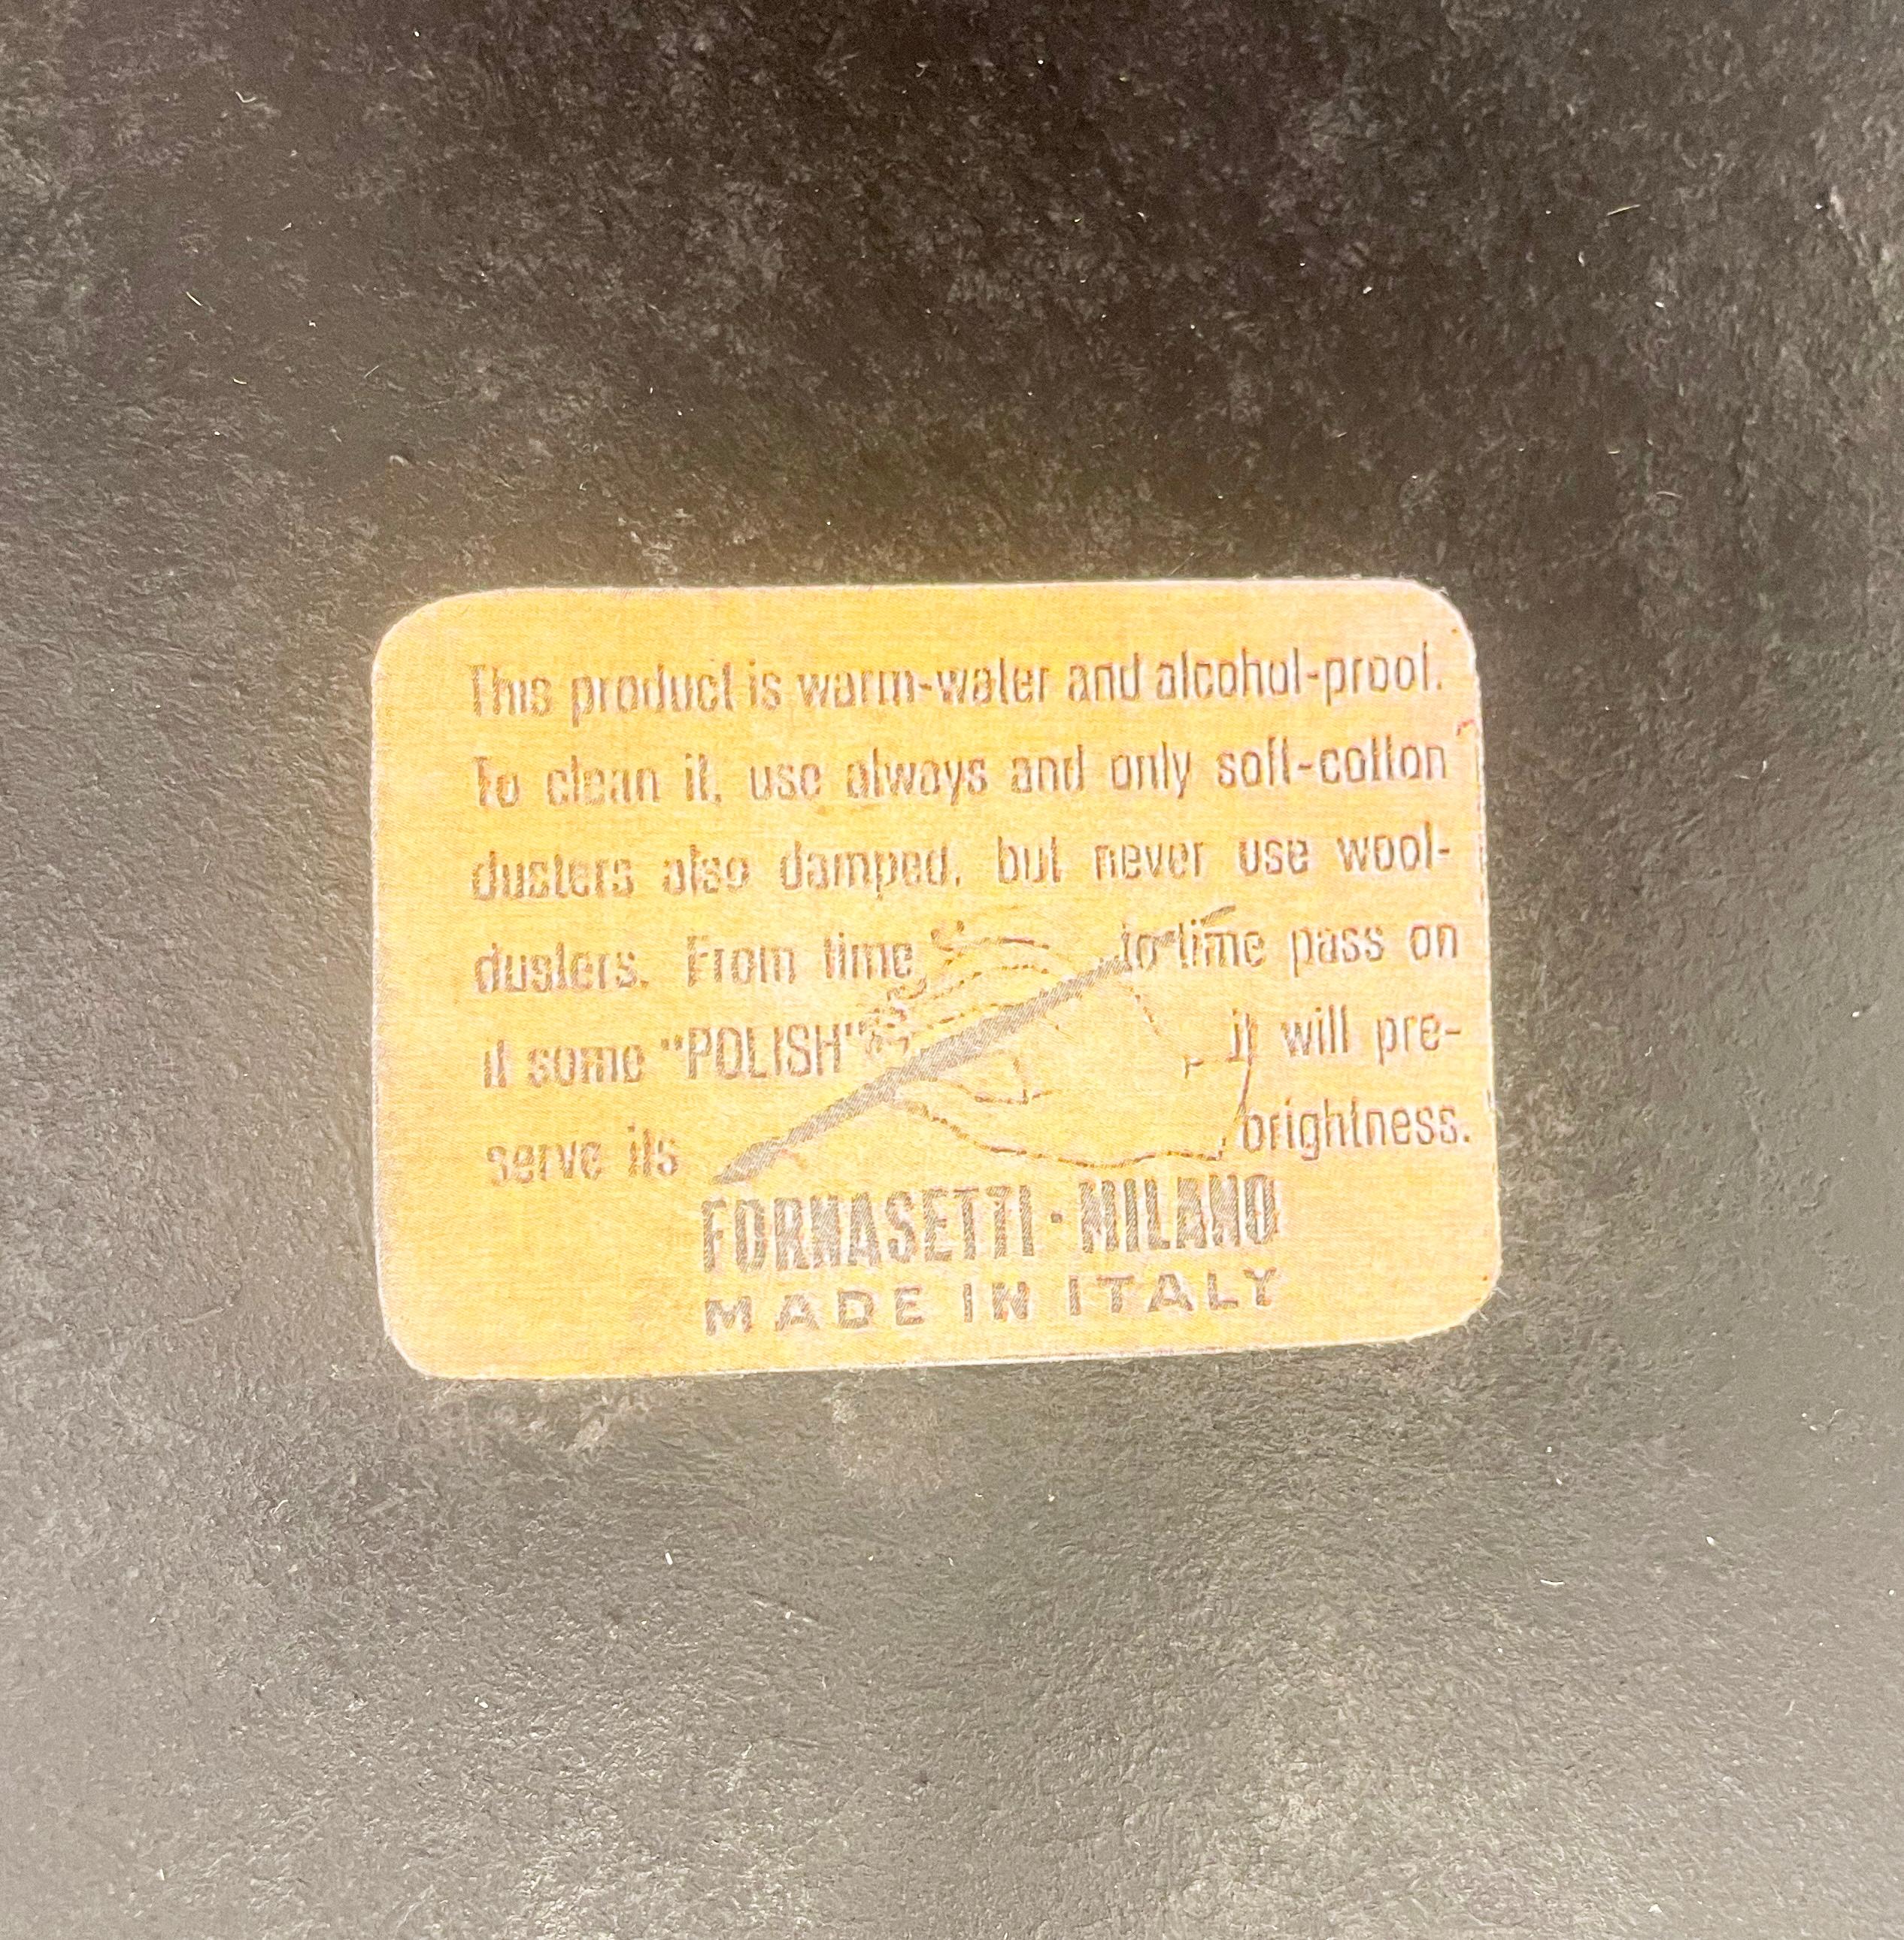 This product is warm-water and alcohol-proof.
To clean it, use always and only soft-cotton
dusters also damped, but never use wool-
dusters. From time to time pass on
it some "POLISH" it will pre-
serve its brightness.
FORNASETTI · MILANO
MADE IN ITALY